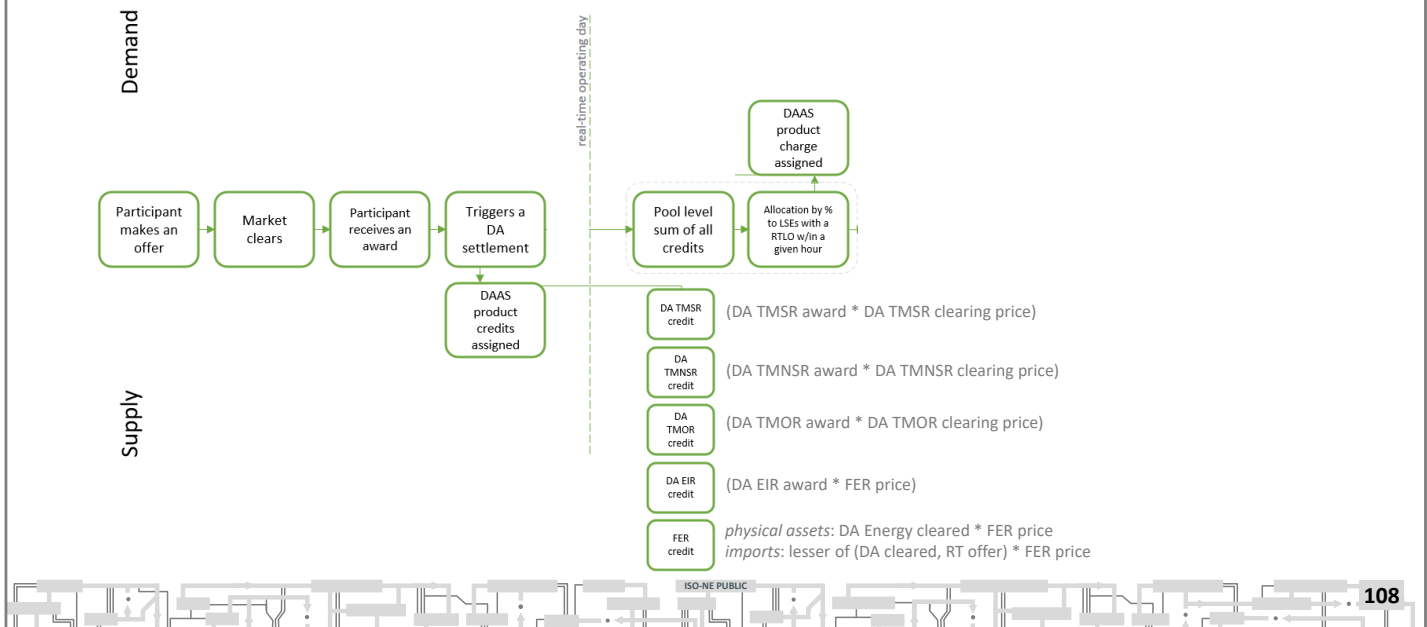 Demand
real-time operating day
DAAS
product
charge
assigned
Participant
makes an
offer
Market
clears
Participant
receives an
award
Triggers a
DA
settlement
Pool level
sum of all
credits
Allocation by %
to LSEs with a
RTLO w/in a
given hour
DAAS
product
credits
assigned
Supply
DA TMSR
credit
(DA TMSR award * DA TMSR clearing price)
DA
TMNSR
credit
(DA TMNSR award * DA TMNSR clearing price)
DA
TMOR
credit
(DA TMOR award * DA TMOR clearing price)
DA EIR
credit
(DA EIR award * FER price)
FER
credit
physical assets: DA Energy cleared * FER price
imports: lesser of (DA cleared, RT offer) * FER price
ISO-NE PUBLIC
108